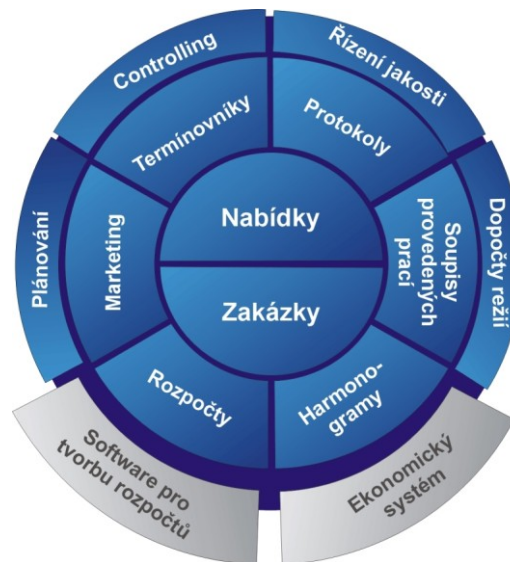 Controlling
Řízení jakosti
Termínovníky
Protokoly
Plánování
Marketing
Nabídky
Zakázky
Soupisy
provedených
prací
Dopočty režií
Rozpočty
Harmono-
gramy
Software pro
tvorbu rozpočtů
Ekonomický
systém